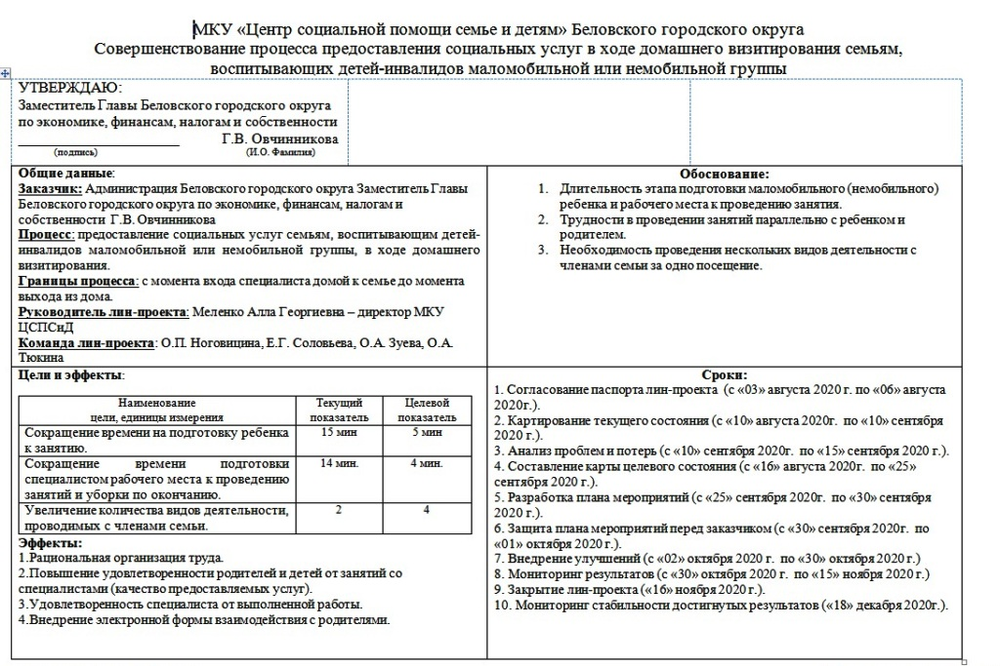 МКУ «Центр социальной помощи семье и детям» Беловского городского округа
Совершенствование процесса предоставления социальных услуг в ходе домашнего визитирования семьям,
воспитывающих детей-инвалидов маломобильной или немобильной группы
УТВЕРЖДАЮ:
Заместитель Главы Беловского городского округа
по экономике, финансам, налогам и собственности
Г.В. Овчинникова
(подпись) (И.О. Фамилия)
Общие данные:
Заказчик: Администрация Беловского городского округа Заместитель Главы
Беловского городского округа по экономике, финансам, налогам и
собственности Г.В. Овчинникова
Процесс: предоставление социальных услуг семьям, воспитывающим детей-
инвалидов маломобильной или немобильной группы, в ходе домашнего
визитирования.
Границы процесса: с момента входа специалиста домой к семье до момента
выхода из дома.
Руководитель лин-проекта: Меленко Алла Георгиевна – директор МКУ
ЦСПСиД
Команда лин-проекта: О.П. Ноговицина, Е.Г. Соловьева, О.А. Зуева, О.А.
Тюкина
Обоснование:
1. Длительность этапа подготовки маломобильного (немобильного)
ребенка и рабочего места к проведению занятия.
2. Трудности в проведении занятий параллельно с ребенком и
родителем.
3. Необходимость проведения нескольких видов деятельности с
членами семьи за одно посещение.
Цели и эффекты:
Наименование
цели, единицы измерения
Текущий
показатель
Целевой
показатель
Сокращение времени на подготовку ребенка
к занятию.
15 мин
5 мин
Сокращение времени подготовки
специалистом рабочего места к проведению
занятий и уборки по окончанию.
14 мин.
4 мин.
Увеличение количества видов деятельности,
проводимых с членами семьи.
2
4
Эффекты:
1.Рациональная организация труда.
2.Повышение удовлетворенности родителей и детей от занятий со
специалистами (качество предоставляемых услуг).
3.Удовлетворенность специалиста от выполненной работы.
4.Внедрение электронной формы взаимодействия с родителями.
Сроки:
1. Согласование паспорта лин-проекта (с «03» августа 2020 г. по «06» августа
2020г.).
2. Картирование текущего состояния (с «10» августа 2020г. по «10» сентября
2020 г.).
3. Анализ проблем и потерь (с «10» сентября 2020г. по «15» сентября 2020 г.).
4. Составление карты целевого состояния (с «16» августа 2020г. по «25»
сентября 2020 г.).
5. Разработка плана мероприятий (с «25» сентября 2020г. по «30» сентября
2020 г.).
6. Защита плана мероприятий перед заказчиком (с «30» сентября 2020г. по
«01» октября 2020 г.).
7. Внедрение улучшений (с «02» октября 2020 г. по «30» октября 2020 г.)
8. Мониторинг результатов (с «30» октября 2020 г. по «15» ноября 2020 г.)
9. Закрытие лин-проекта («16» ноября 2020 г.).
10. Мониторинг стабильности достигнутых результатов («18» декабря 2020г.).